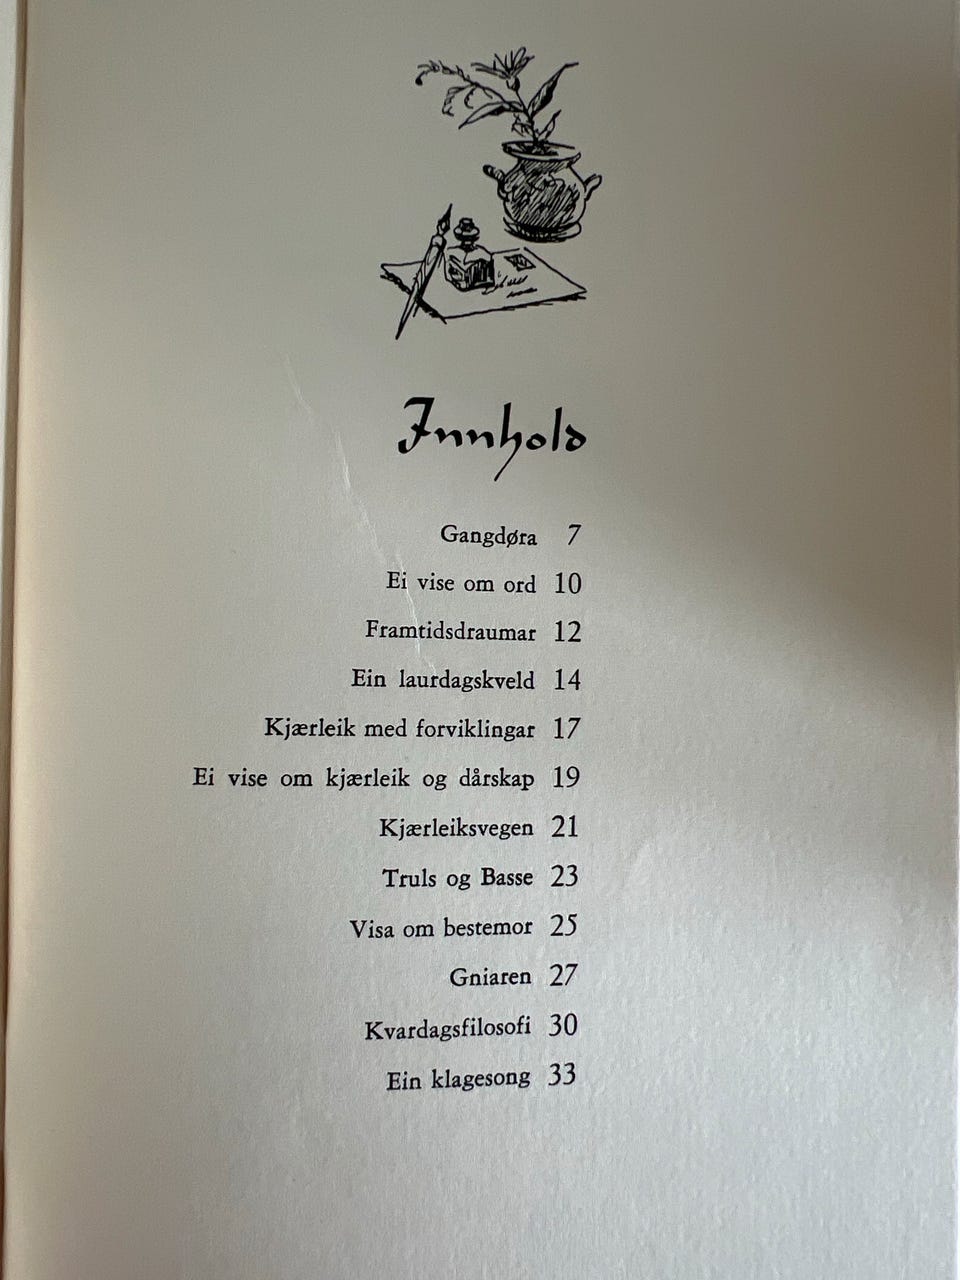 Innhold
Gangdøra 7
Ei vise om ord 10
Framtidsdraumar 12
Ein laurdagskveld 14
Kjærleik med forviklingar 17
Ei vise om kjærleik og dårskap 19
Kjærleiksvegen 21
Truls og Basse 23
Visa om bestemor 25
Gniaren 27
Kvardagsfilosofi 30
Ein klagesong 33